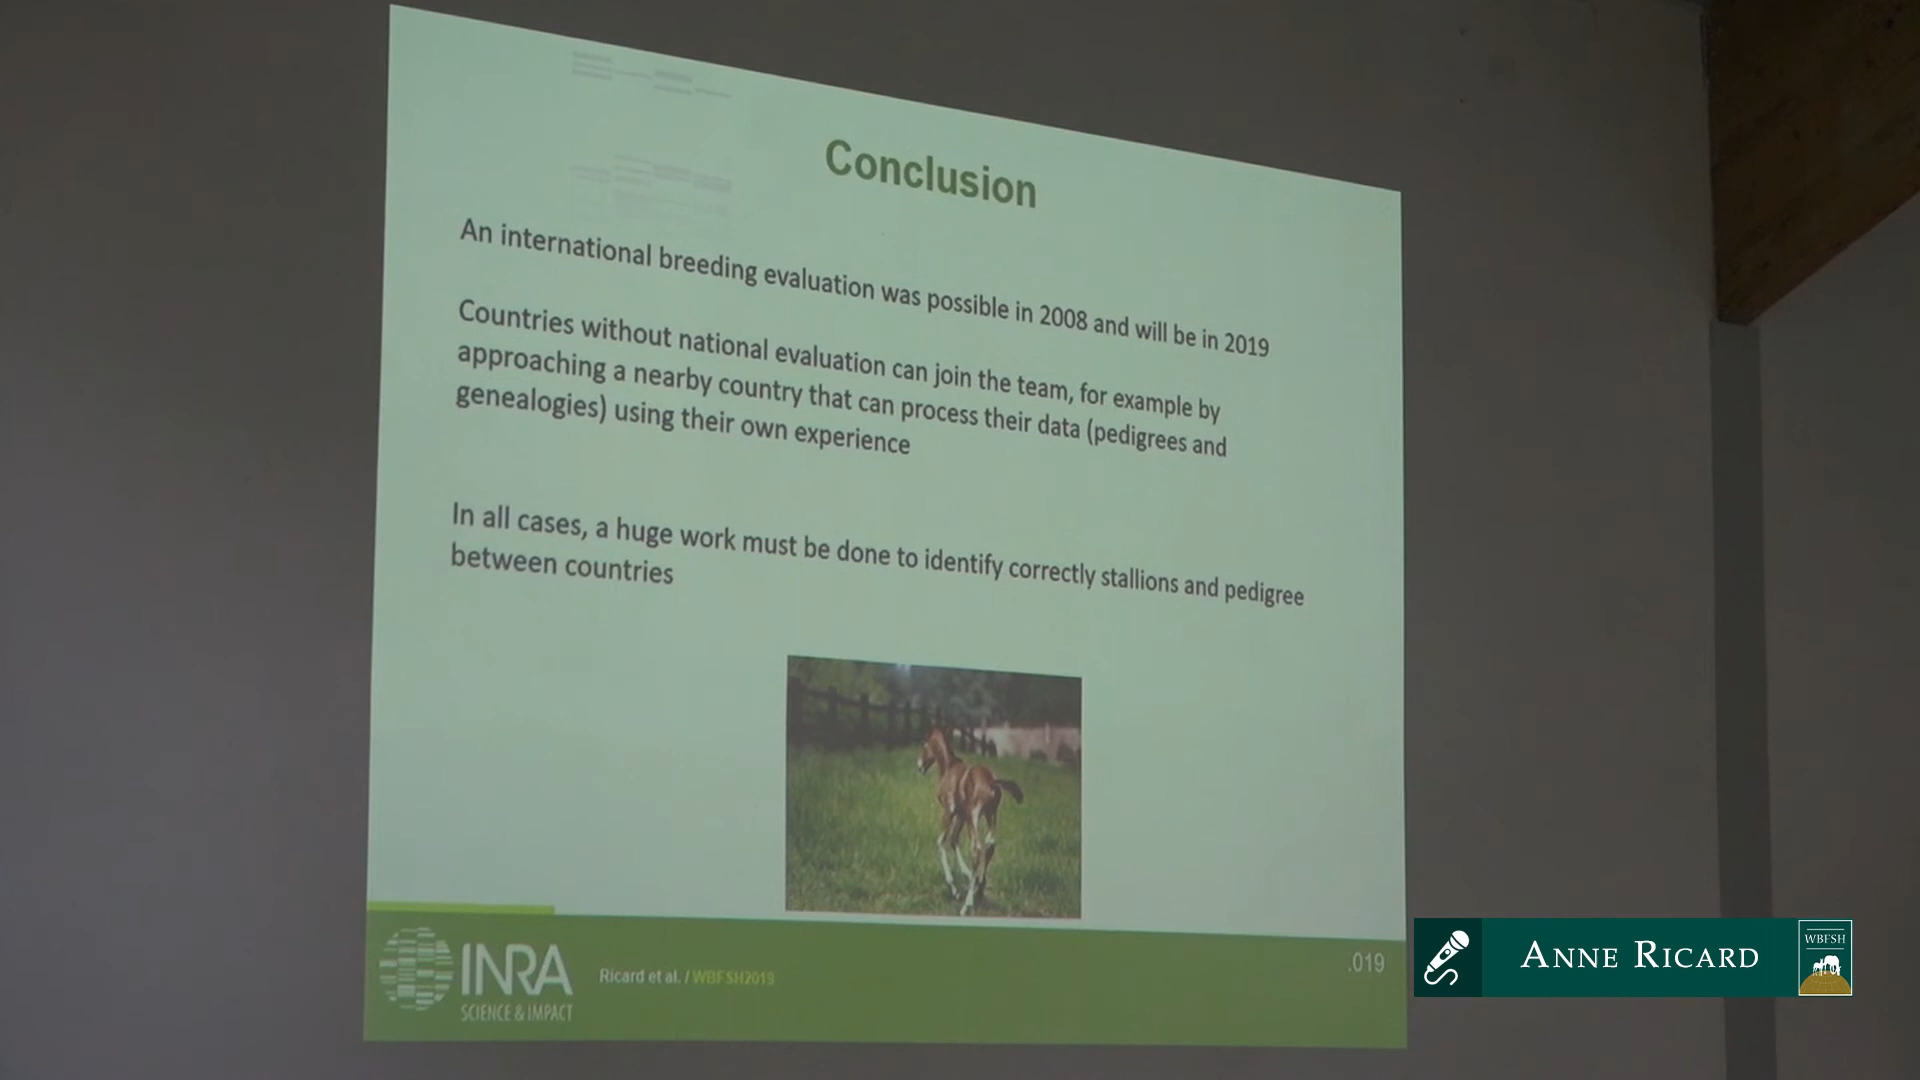 Conclusion
An international breeding evaluation was possible in 2008 and will be in 2019
Countries without national evaluation can join the team, for example by
approaching a nearby country that can process their data (pedigrees and
genealogies) using their own experience
In all cases, a huge work must be done to identify correctly stallions and pedigree
between countries
INRA
SCIENCE & IMPACT
Ricard et al. / WBFSH2019
.019
ANNE RICARD
WBFSH